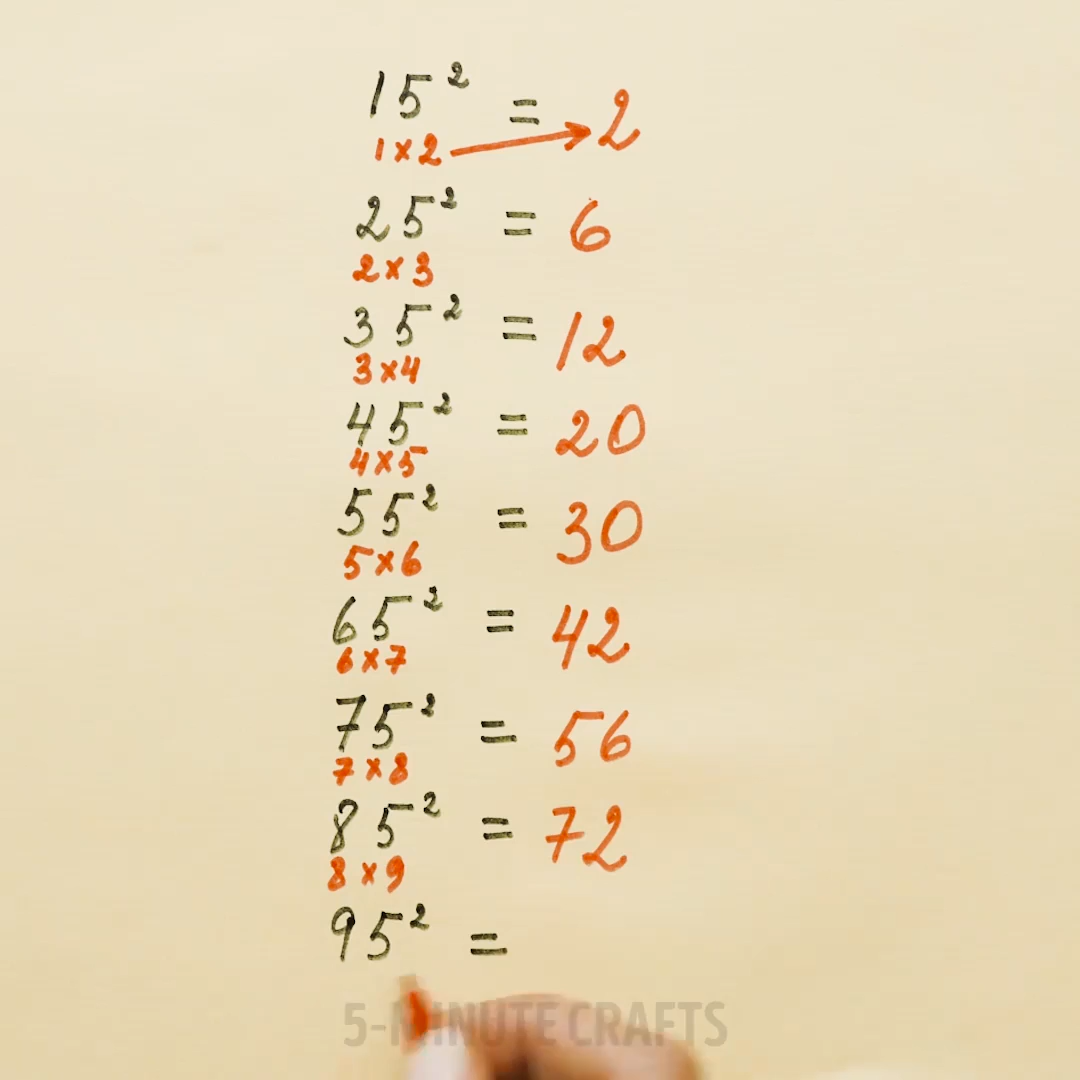 15² = 2
1×2
25² = 6
2×3
35² = 12
3×4
45² = 20
4×5
55² = 30
5×6
65² = 42
6×7
75² = 56
7×8
85² = 72
8×9
95² =
5-MINUTE CRAFTS